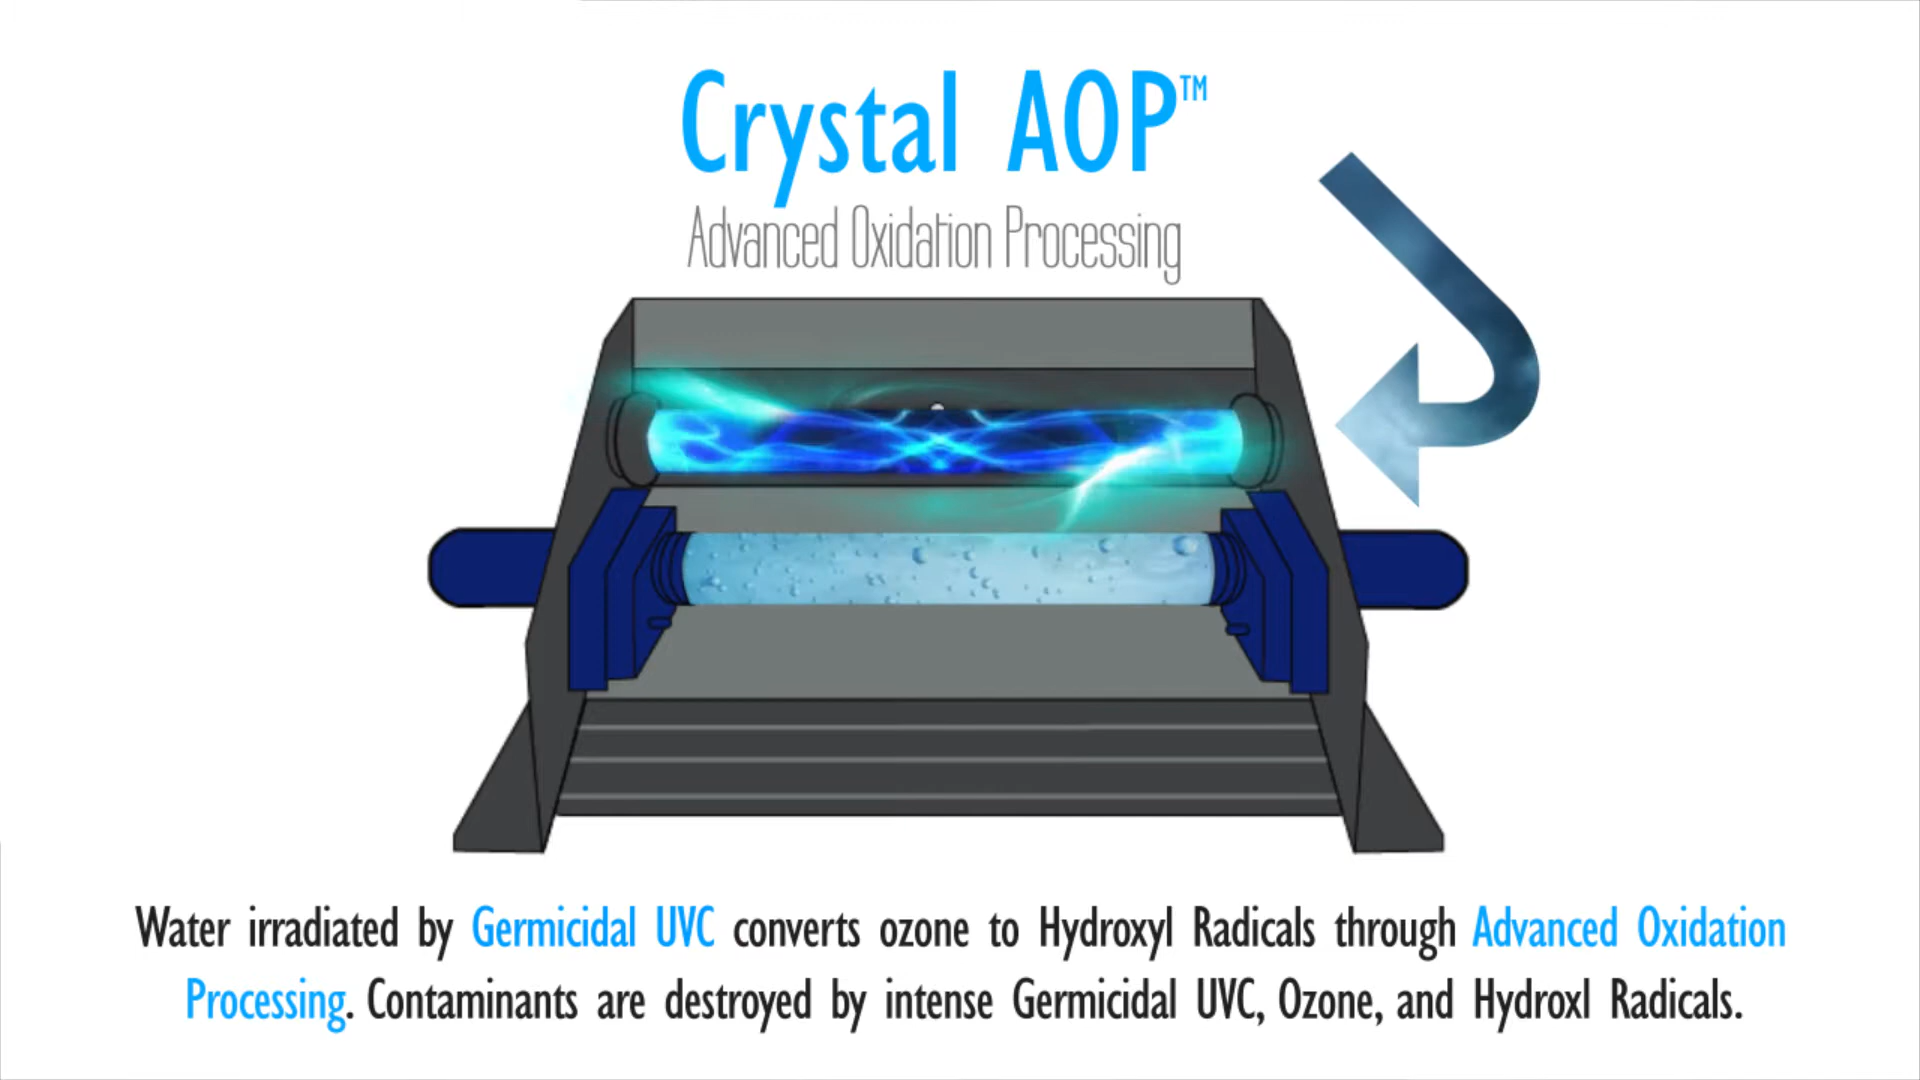 Crystal AOP™
Advanced Oxidation Processing
Water irradiated by Germicidal UVC converts ozone to Hydroxyl Radicals through Advanced Oxidation
Processing. Contaminants are destroyed by intense Germicidal UVC, Ozone, and Hydroxl Radicals.